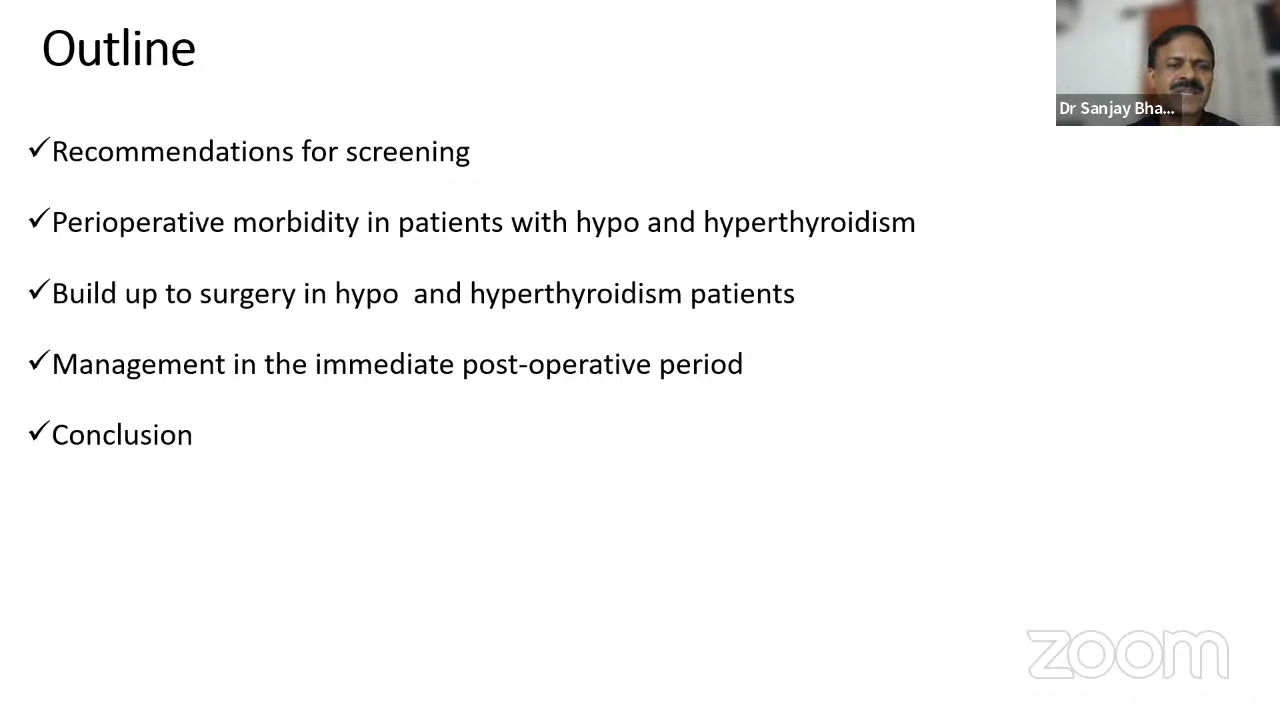 Outline
Dr Sanjay Bha...
✓Recommendations for screening
✓Perioperative morbidity in patients with hypo and hyperthyroidism
✓Build up to surgery in hypo  and hyperthyroidism patients
✓Management in the immediate post-operative period
✓Conclusion
zoom